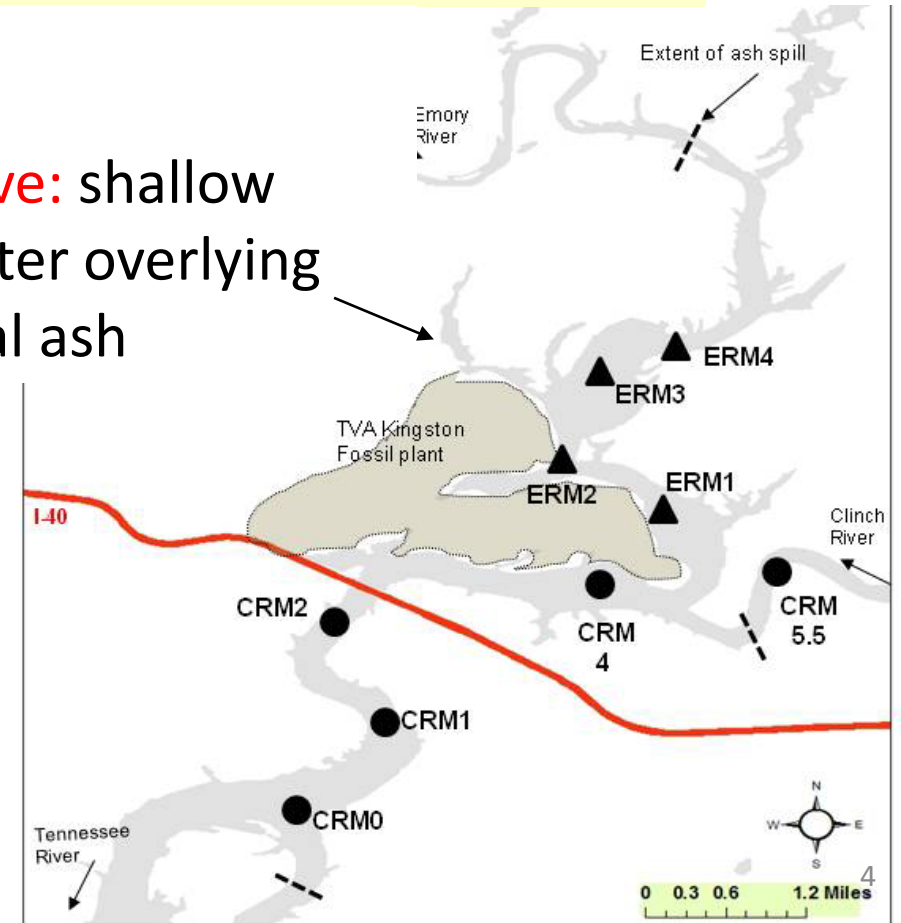 ve: shallow
ter overlying
al ash
Extent of ash spill
Emory
River
ERM4
ERM3
TVA Kingston
Fossil plant
ERM2
ERM1
I-40
Clinch
River
CRM2
CRM
4
CRM
5.5
CRM1
CRM0
Tennessee
River
N
W
E
S
4
0 0.3 0.6 1.2 Miles